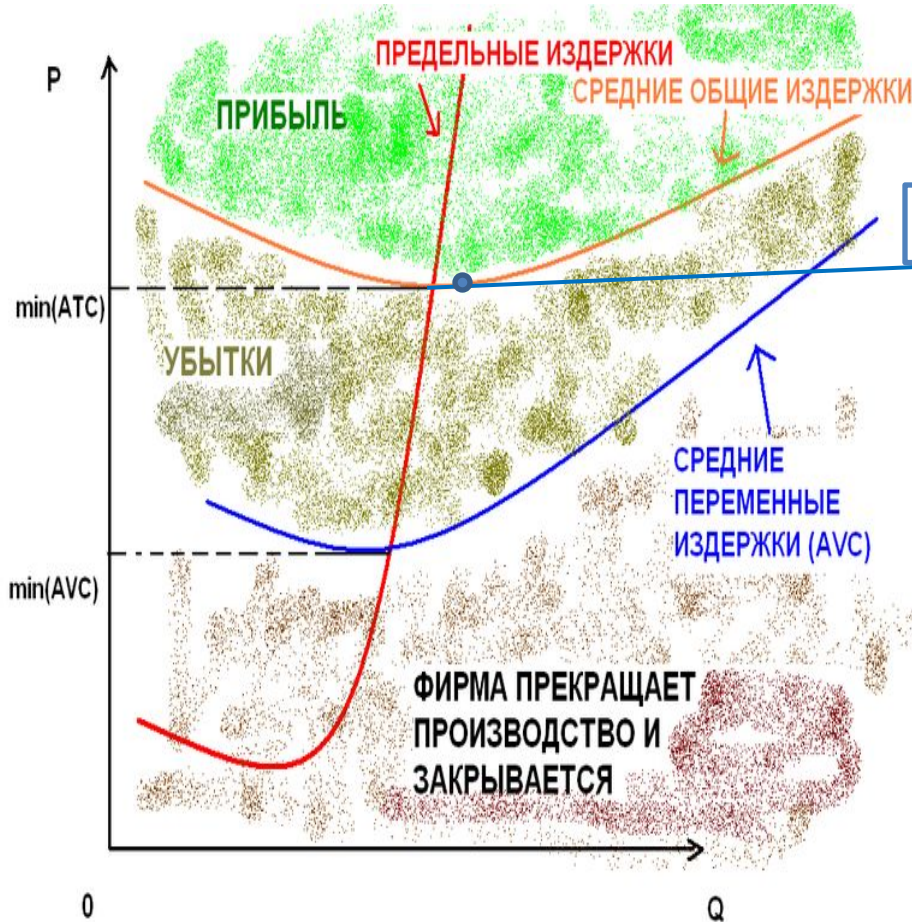 ПРЕДЕЛЬНЫЕ ИЗДЕРЖКИ
P
СРЕДНИЕ ОБЩИЕ ИЗДЕРЖКИ
ПРИБЫЛЬ
min(ATC)
УБЫТКИ
СРЕДНИЕ
ПЕРЕМЕННЫЕ
ИЗДЕРЖКИ (AVC)
min(AVC)
ФИРМА ПРЕКРАЩАЕТ
ПРОИЗВОДСТВО И
ЗАКРЫВАЕТСЯ
0
Q